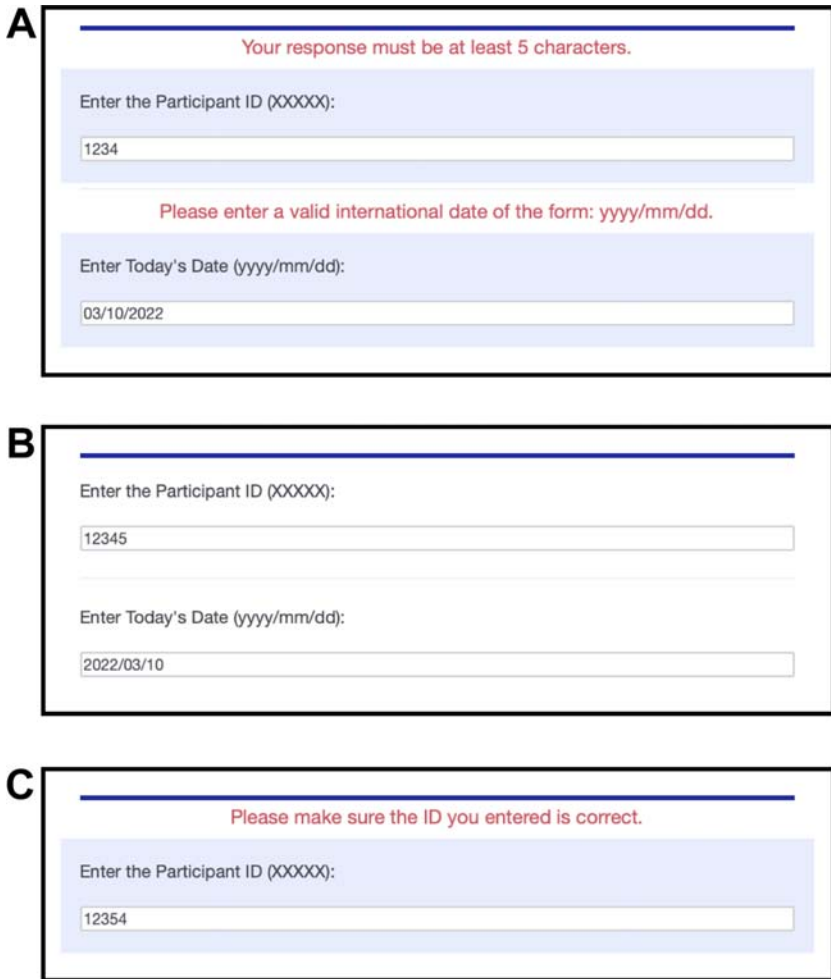 A
Your response must be at least 5 characters.
Enter the Participant ID (XXXXX):
1234
Please enter a valid international date of the form: yyyy/mm/dd.
Enter Today's Date (yyyy/mm/dd):
03/10/2022
B
Enter the Participant ID (XXXXX):
12345
Enter Today's Date (yyyy/mm/dd):
2022/03/10
C
Please make sure the ID you entered is correct.
Enter the Participant ID (XXXXX):
12354